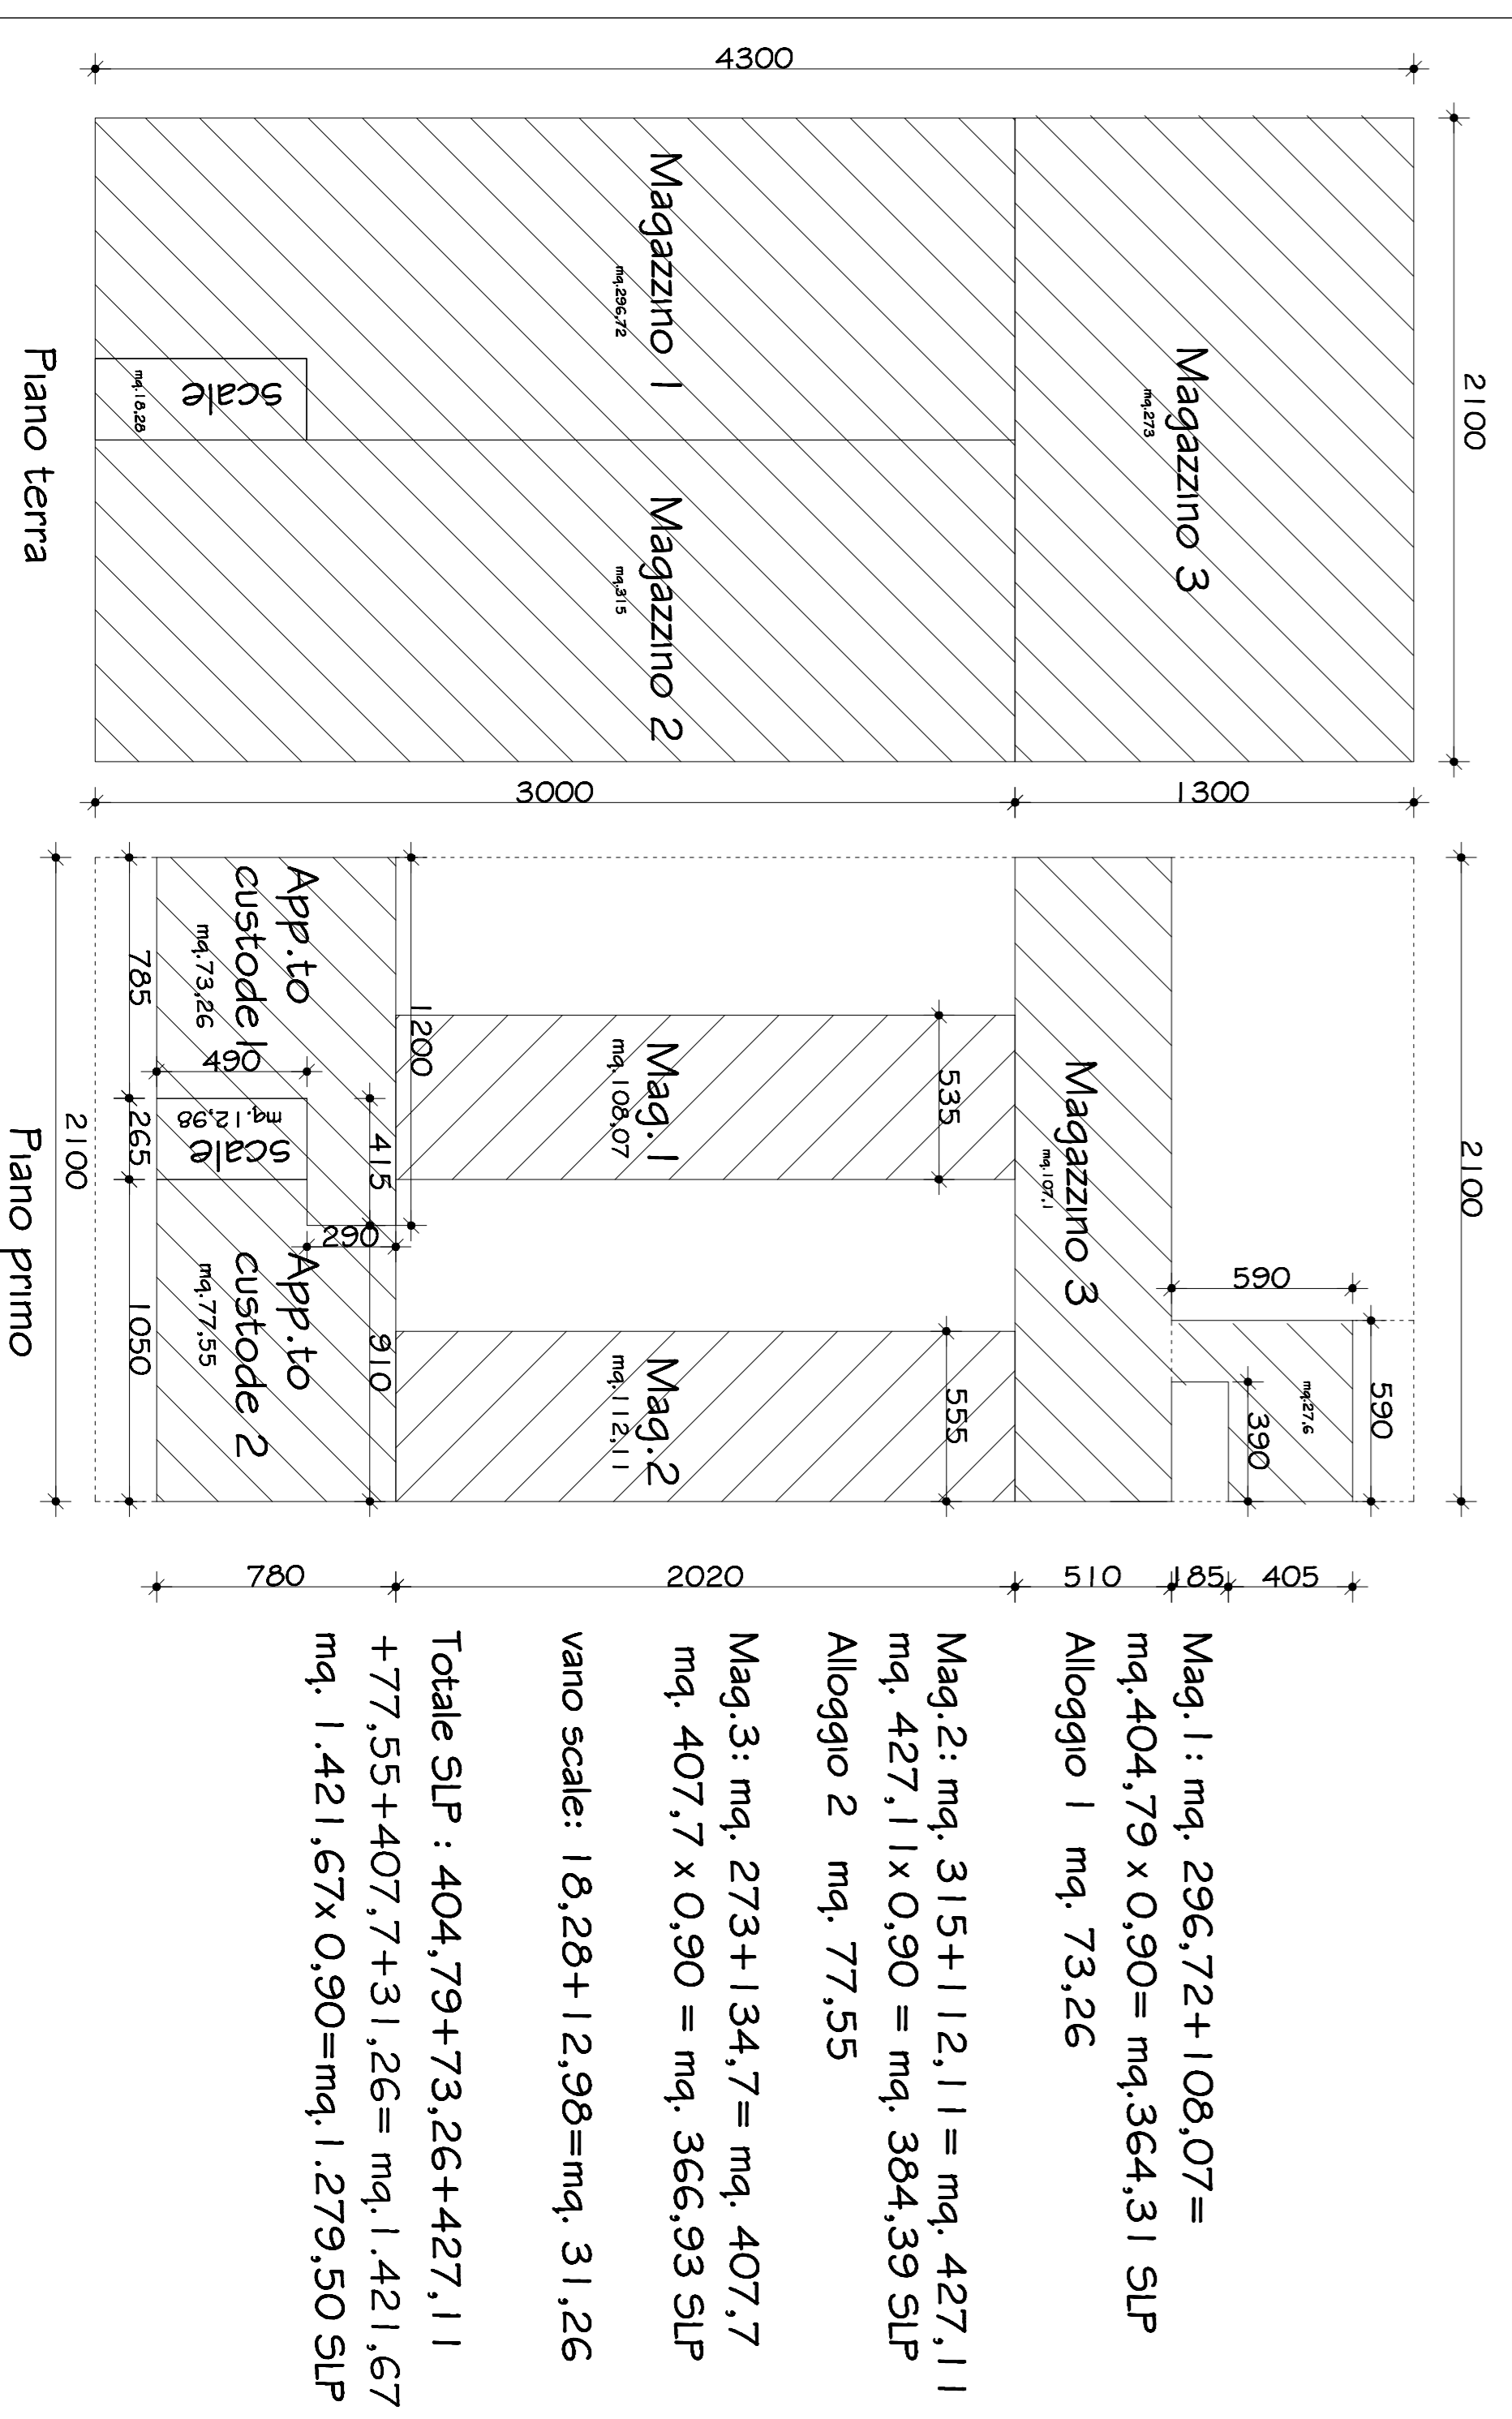 4300
2100
Magazzino 3
mq.273
Magazzino 1
mq.296,72
Magazzino 2
mq.315
scale
mq.18,28
Piano terra
3000
1300
2100
590
590
390
mq.27,6
Magazzino 3
mq.107,1
535
555
Mag.1
mq.108,07
Mag.2
mq.112,11
1200
415
910
290
App.to
custode 1
mq.73,26
490
scale
mq.12,98
App.to
custode 2
mq.77,55
785
265
1050
2100
Piano primo
780
2020
510
185
405
Mag.1: mq. 296,72+108,07=
mq.404,79 x 0,90= mq.364,31 SLP
Alloggio 1 mq. 73,26
Mag.2: mq. 315+112,11= mq. 427,11
mq. 427,11x 0,90 = mq. 384,39 SLP
Alloggio 2 mq. 77,55
Mag.3: mq. 273+134,7= mq. 407,7
mq. 407,7 x 0,90 = mq. 366,93 SLP
vano scale: 18,28+12,98=mq. 31,26
Totale SLP : 404,79+73,26+427,11
+77,55+407,7+31,26= mq.1.421,67
mq. 1.421,67x 0,90=mq.1.279,50 SLP